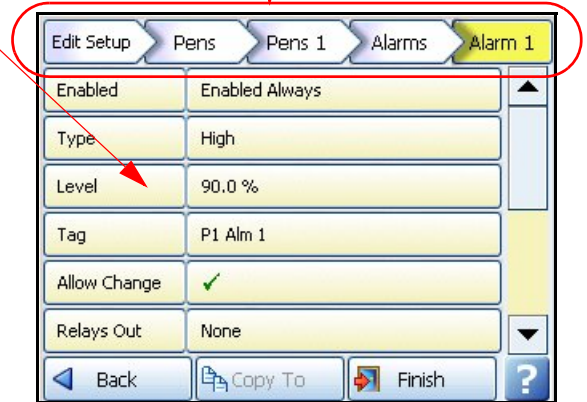 Edit Setup Pens Pens 1 Alarms Alarm 1
Enabled Enabled Always
Type High
Level 90.0 %
Tag P1 Alm 1
Allow Change ✓
Relays Out None
Back Copy To Finish ?